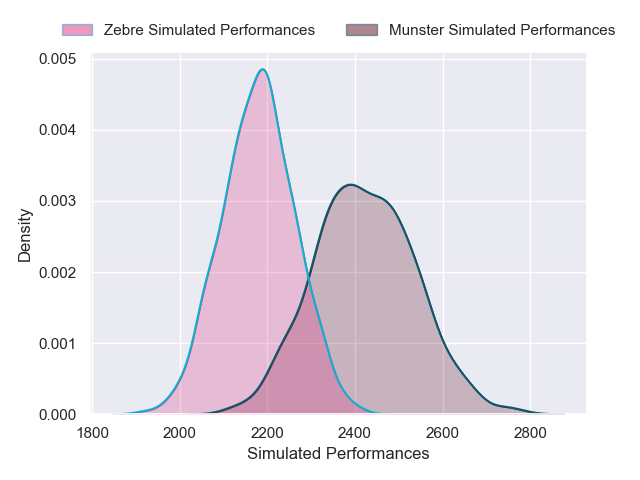 Zebre Simulated Performances Munster Simulated Performances
0.005
0.004
0.003
0.002
0.001
0.000
Density
1800 2000 2200 2400 2600 2800
Simulated Performances